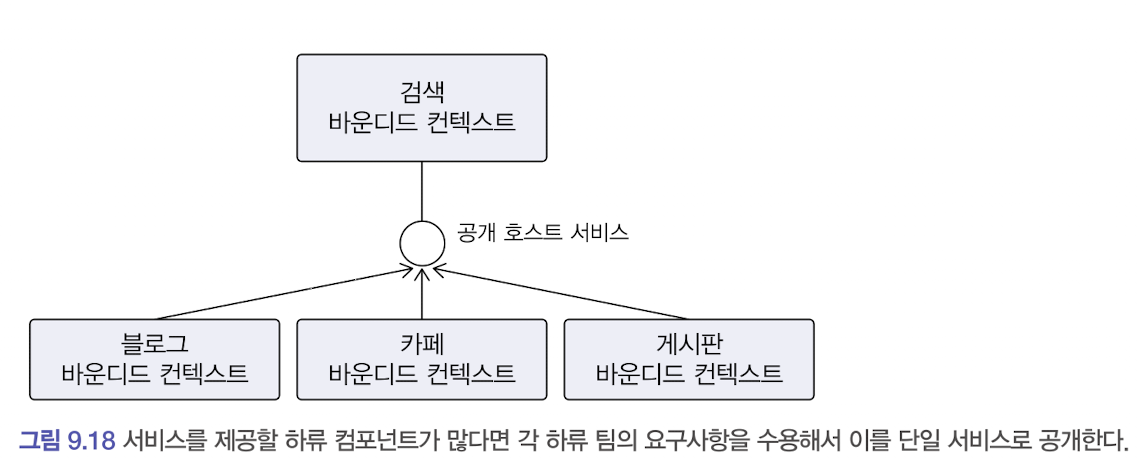 검색
바운디드 컨텍스트
공개 호스트 서비스
블로그
바운디드 컨텍스트
카페
바운디드 컨텍스트
게시판
바운디드 컨텍스트
그림 9.18 서비스를 제공할 하류 컴포넌트가 많다면 각 하류 팀의 요구사항을 수용해서 이를 단일 서비스로 공개한다.